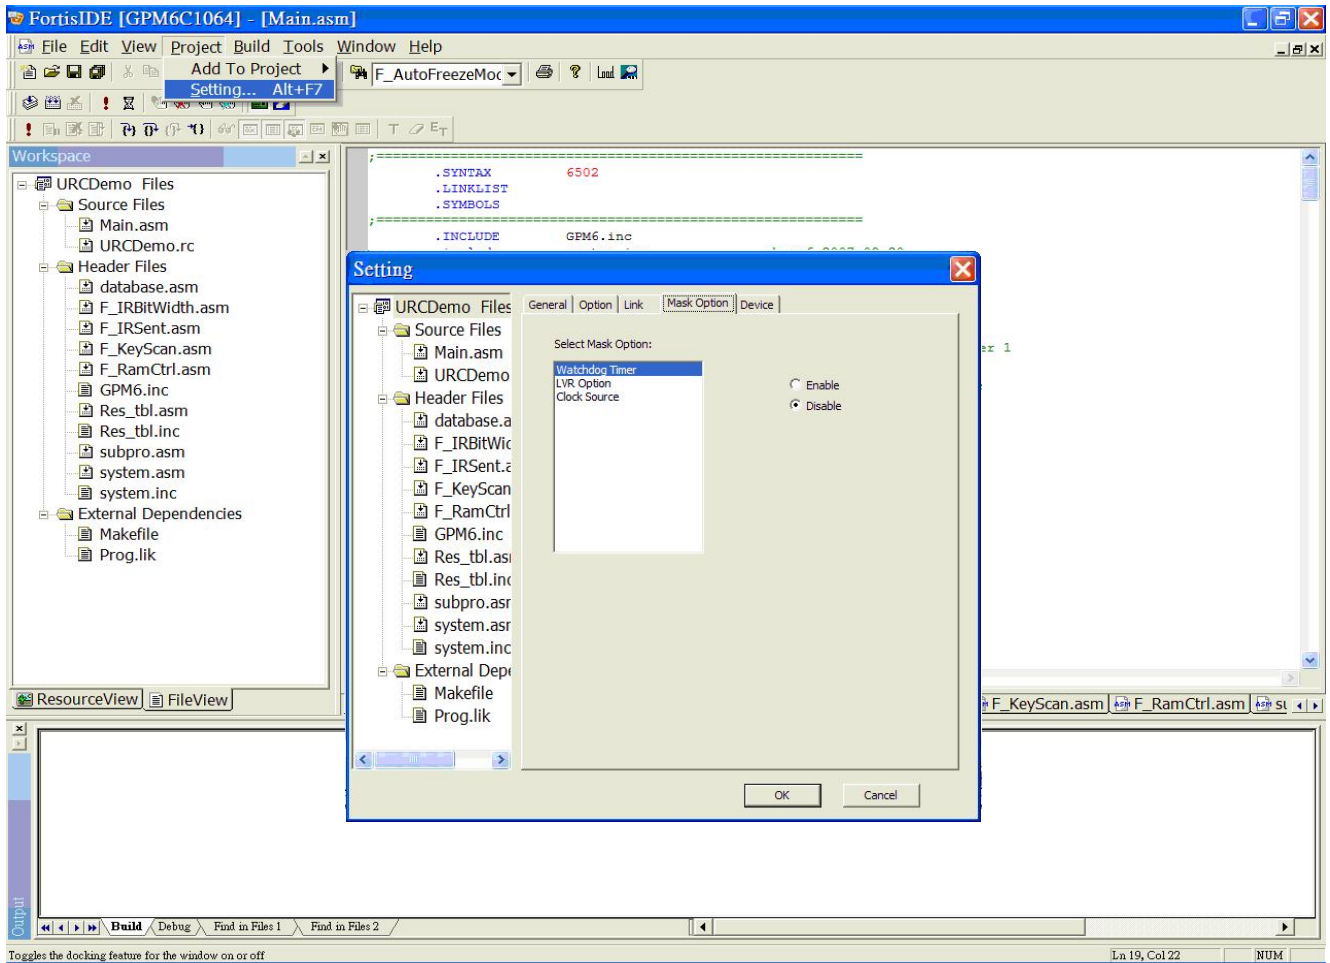 FortisIDE [GPM6C1064] - [Main.asm]
File Edit View Project Build Tools Window Help
Add To Project
Setting... Alt+F7
F_AutoFreezeMoc
Load
T
ET
Workspace
URCDemo Files
Source Files
Main.asm
URCDemo.rc
Header Files
database.asm
F_IRBitWidth.asm
F_IRSent.asm
F_KeyScan.asm
F_RamCtrl.asm
GPM6.inc
Res_tbl.asm
Res_tbl.inc
subpro.asm
system.asm
system.inc
External Dependencies
Makefile
Prog.lik
ResourceView FileView
;===========================================================
.SYNTAX 6502
.LINKLIST
.SYMBOLS
;===========================================================
.INCLUDE GPM6.inc
er 1
Setting
URCDemo Files
Source Files
Main.asm
URCDemo
Header Files
database.a
F_IRBitWic
F_IRSent.a
F_KeyScan
F_RamCtrl
GPM6.inc
Res_tbl.asi
Res_tbl.inc
subpro.asr
system.asr
system.inc
External Depe
Makefile
Prog.lik
General Option Link Mask Option Device
Select Mask Option:
Watchdog Timer
LVR Option
Clock Source
Enable
Disable
OK Cancel
F_KeyScan.asm F_RamCtrl.asm su
Output
Build Debug Find in Files 1 Find in Files 2
Toggles the docking feature for the window on or off
Ln 19, Col 22 NUM